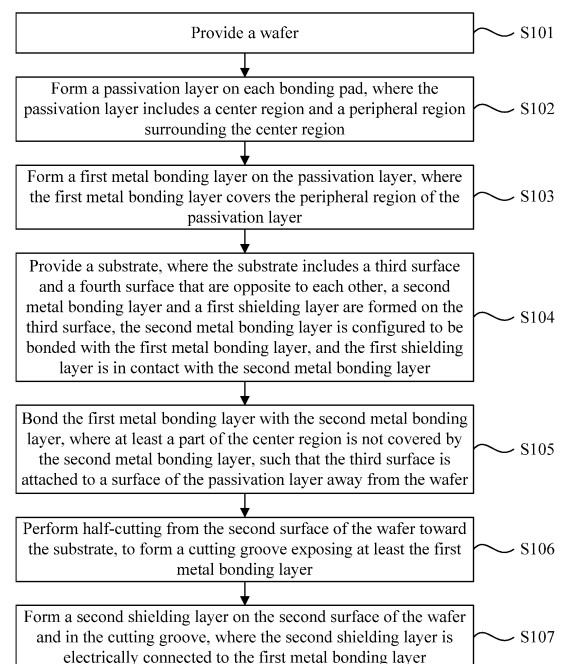 Provide a wafer
S101
Form a passivation layer on each bonding pad, where the
passivation layer includes a center region and a peripheral region
surrounding the center region
S102
Form a first metal bonding layer on the passivation layer, where
the first metal bonding layer covers the peripheral region of the
passivation layer
S103
Provide a substrate, where the substrate includes a third surface
and a fourth surface that are opposite to each other, a second
metal bonding layer and a first shielding layer are formed on the
third surface, the second metal bonding layer is configured to be
bonded with the first metal bonding layer, and the first shielding
layer is in contact with the second metal bonding layer
S104
Bond the first metal bonding layer with the second metal bonding
layer, where at least a part of the center region is not covered by
the second metal bonding layer, such that the third surface is
attached to a surface of the passivation layer away from the wafer
S105
Perform half-cutting from the second surface of the wafer toward
the substrate, to form a cutting groove exposing at least the first
metal bonding layer
S106
Form a second shielding layer on the second surface of the wafer
and in the cutting groove, where the second shielding layer is
electrically connected to the first metal bonding layer
S107